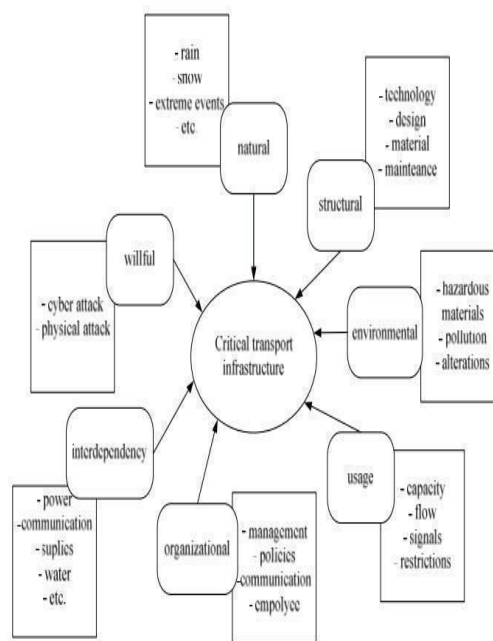 - rain
- snow
- extreme events
- etc
natural
- technology
- design
- material
- mainteance
structural
willful
- cyber attack
- physical attack
Critical transport
infrastructure
environmental
- hazardous
materials
- pollution
- alterations
interdependency
- power
-communication
- suplics
- water
- etc.
organizational
- management
- policics
-communication
- cmpolycc
usage
- capacity
- flow
- signals
- restrictions